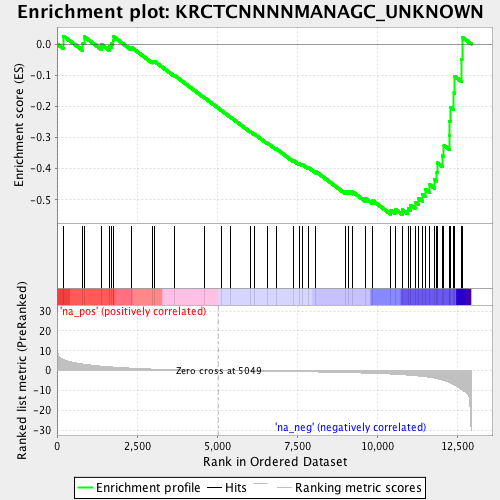 Enrichment plot: KRCTCNNNNMANAGC_UNKNOWN
Enrichment score (ES)
0.0
-0.1
-0.2
-0.3
-0.4
-0.5
'na_pos' (positively correlated)
Ranked list metric (PreRanked)
30
20
10
0
-10
-20
-30
Zero cross at 5049
'na_neg' (negatively correlated)
0
2,500
5,000
7,500
10,000
12,500
Rank in Ordered Dataset
Enrichment profile
Hits
Ranking metric scores